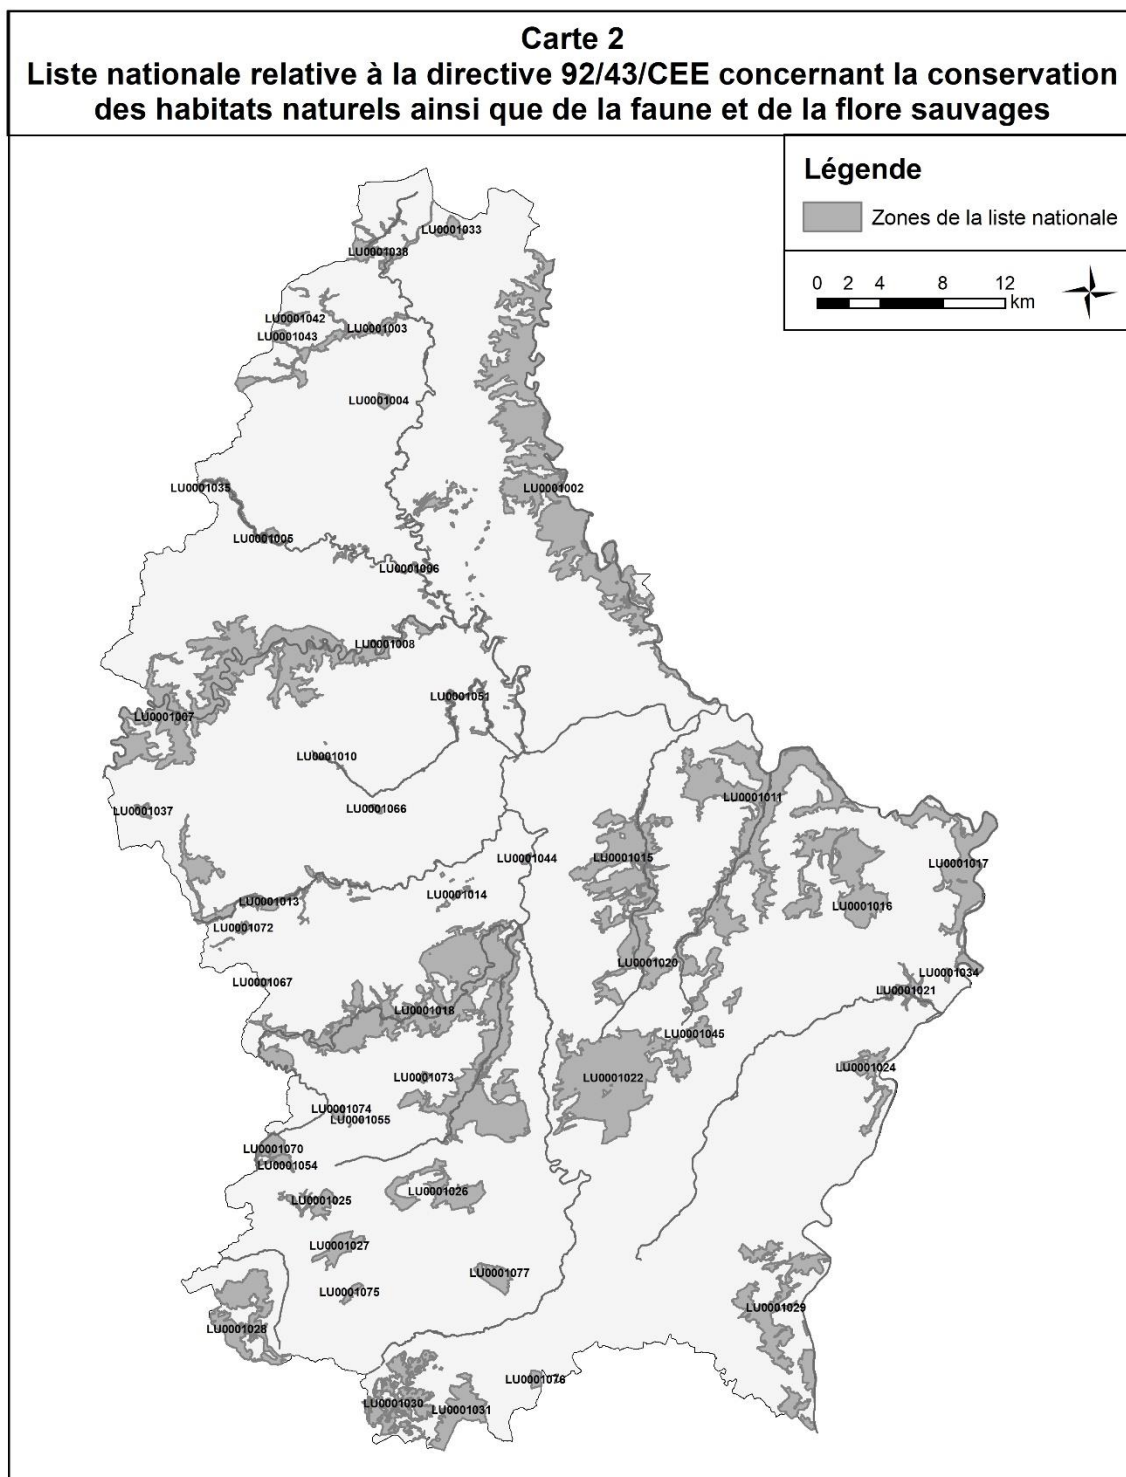 Carte 2
Liste nationale relative à la directive 92/43/CEE concernant la conservation
des habitats naturels ainsi que de la faune et de la flore sauvages
Légende
Zones de la liste nationale
0 2 4 8 12
km
LU0001033
LU0001038
LU0001042
LU0001003
LU0001043
LU0001004
LU0001035
LU0001002
LU0001005
LU0001006
LU0001008
LU0001051
LU0001007
LU0001010
LU0001011
LU0001037
LU0001066
LU0001044
LU0001015
LU0001017
LU0001014
LU0001013
LU0001016
LU0001072
LU0001020
LU0001034
LU0001067
LU0001021
LU0001018
LU0001045
LU0001024
LU0001073
LU0001022
LU0001074
LU0001055
LU0001070
LU0001054
LU0001026
LU0001025
LU0001027
LU0001077
LU0001075
LU0001029
LU0001028
LU0001076
LU0001030
LU0001031